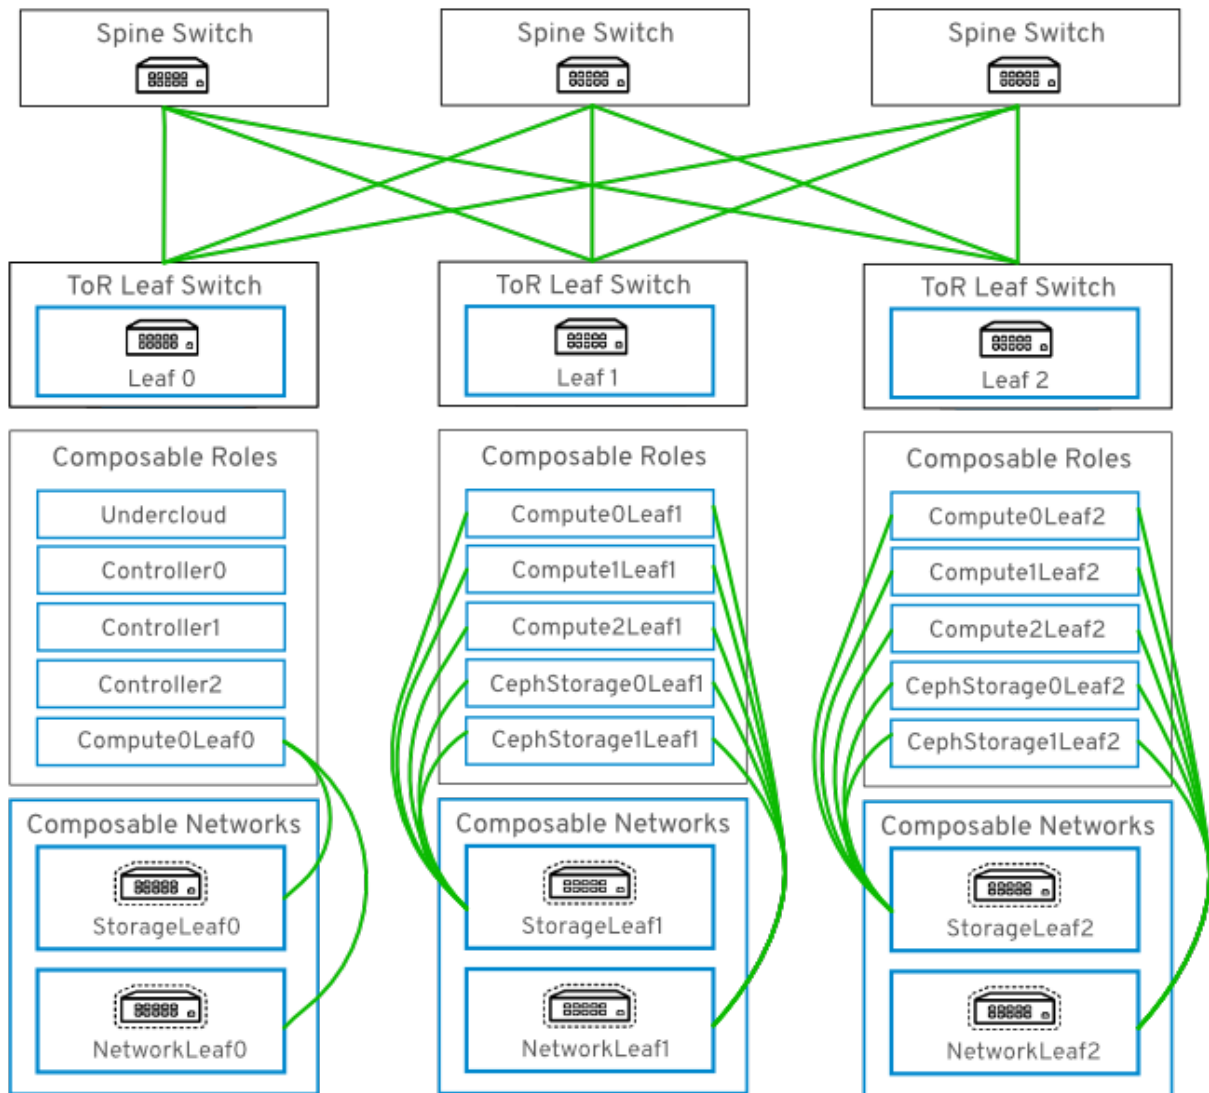 Spine Switch
Spine Switch
Spine Switch
ToR Leaf Switch
Leaf 0
ToR Leaf Switch
Leaf 1
ToR Leaf Switch
Leaf 2
Composable Roles
Undercloud
Controller0
Controller1
Controller2
Compute0Leaf0
Composable Roles
Compute0Leaf1
Compute1Leaf1
Compute2Leaf1
CephStorage0Leaf1
CephStorage1Leaf1
Composable Roles
Compute0Leaf2
Compute1Leaf2
Compute2Leaf2
CephStorage0Leaf2
CephStorage1Leaf2
Composable Networks
StorageLeaf0
NetworkLeaf0
Composable Networks
StorageLeaf1
NetworkLeaf1
Composable Networks
StorageLeaf2
NetworkLeaf2